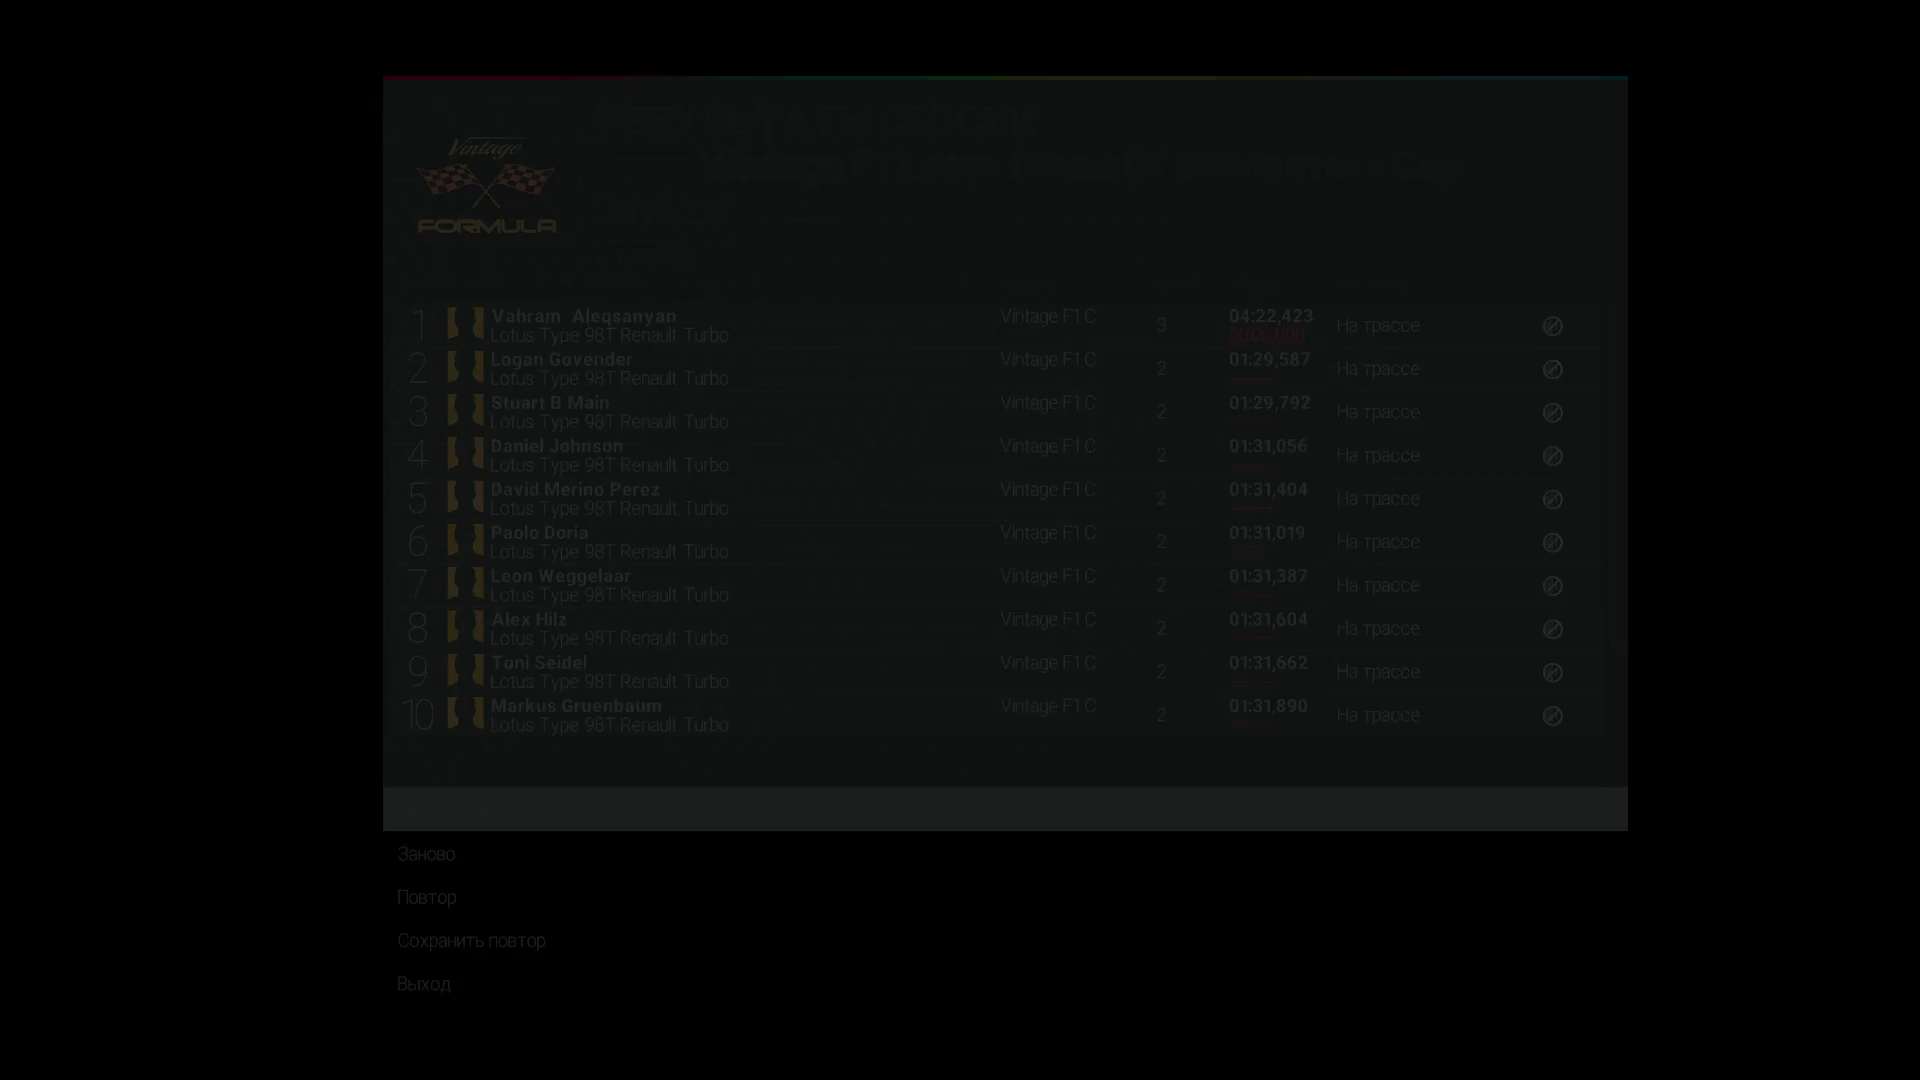 РЕЗУЛЬТАТЫ СЕССИИ
Vintage
FORMULA
1 Vahram Aleqsanyan Vintage F1 C 3 04:22,423 На трассе
Lotus Type 98T Renault Turbo
2 Logan Govender Vintage F1 C 2 01:29,587 На трассе
Lotus Type 98T Renault Turbo
3 Stuart B Main Vintage F1 C 2 01:29,792 На трассе
Lotus Type 98T Renault Turbo
4 Daniel Johnson Vintage F1 C 2 01:31,056 На трассе
Lotus Type 98T Renault Turbo
5 David Merino Perez Vintage F1 C 2 01:31,404 На трассе
Lotus Type 98T Renault Turbo
6 Paolo Doria Vintage F1 C 2 01:31,019 На трассе
Lotus Type 98T Renault Turbo
7 Leon Weggelaar Vintage F1 C 2 01:31,387 На трассе
Lotus Type 98T Renault Turbo
8 Alex Hilz Vintage F1 C 2 01:31,604 На трассе
Lotus Type 98T Renault Turbo
9 Toni Seidel Vintage F1 C 2 01:31,662 На трассе
Lotus Type 98T Renault Turbo
10 Markus Gruenbaum Vintage F1 C 2 01:31,890 На трассе
Lotus Type 98T Renault Turbo
Заново
Повтор
Сохранить повтор
Выход